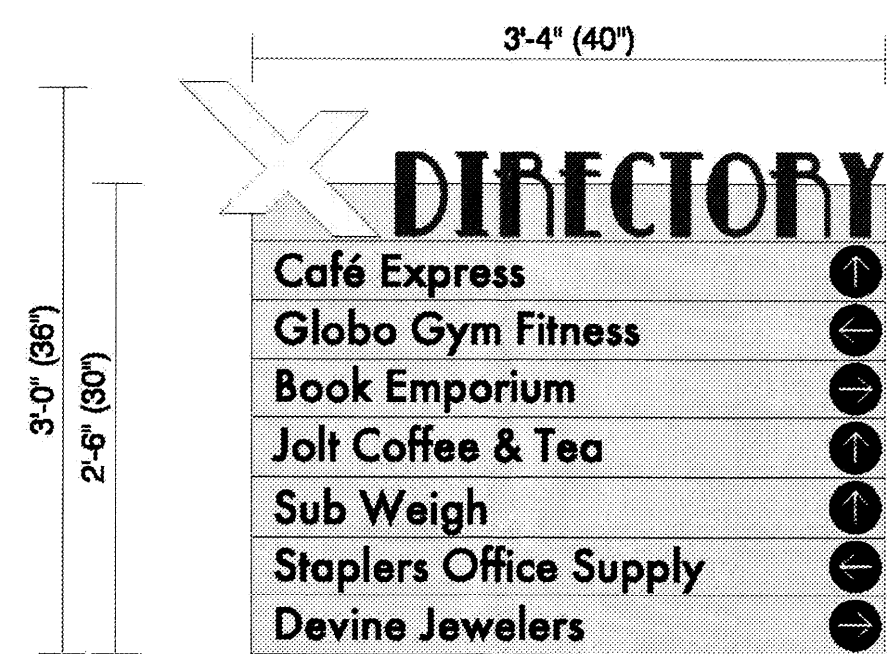 3'-4" (40")
X DIRECTORY
3'-0" (36")
2'-6" (30")
Café Express ↑
Globo Gym Fitness ←
Book Emporium →
Jolt Coffee & Tea ↑
Sub Weigh ↑
Staplers Office Supply ←
Devine Jewelers →